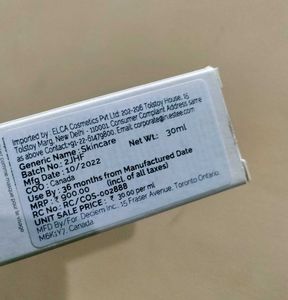 Imported by : ELCA Cosmetics Pvt Ltd. 202-206 Tolstoy House, 15
Tolstoy Marg, New Delhi - 110001. Consumer Complaint Address same
as above Contact:+91-22-61479800,Email: corporate@in.estee.com
Generic Name :Skincare Net Wt.: 30ml
Batch No.: 2JHF
Mfg Date : 10/2022
COO : Canada
Use By : 36 months from Manufactured Date
MRP : ₹ 900.00 (incl. of all taxes)
RC No.: RC/COS-002888
UNIT SALE PRICE : ₹ 30.00 per ml
MFD By/For: Deciem Inc., 15 Fraser Avenue, Toronto Ontario,
M6K1Y7, Canada